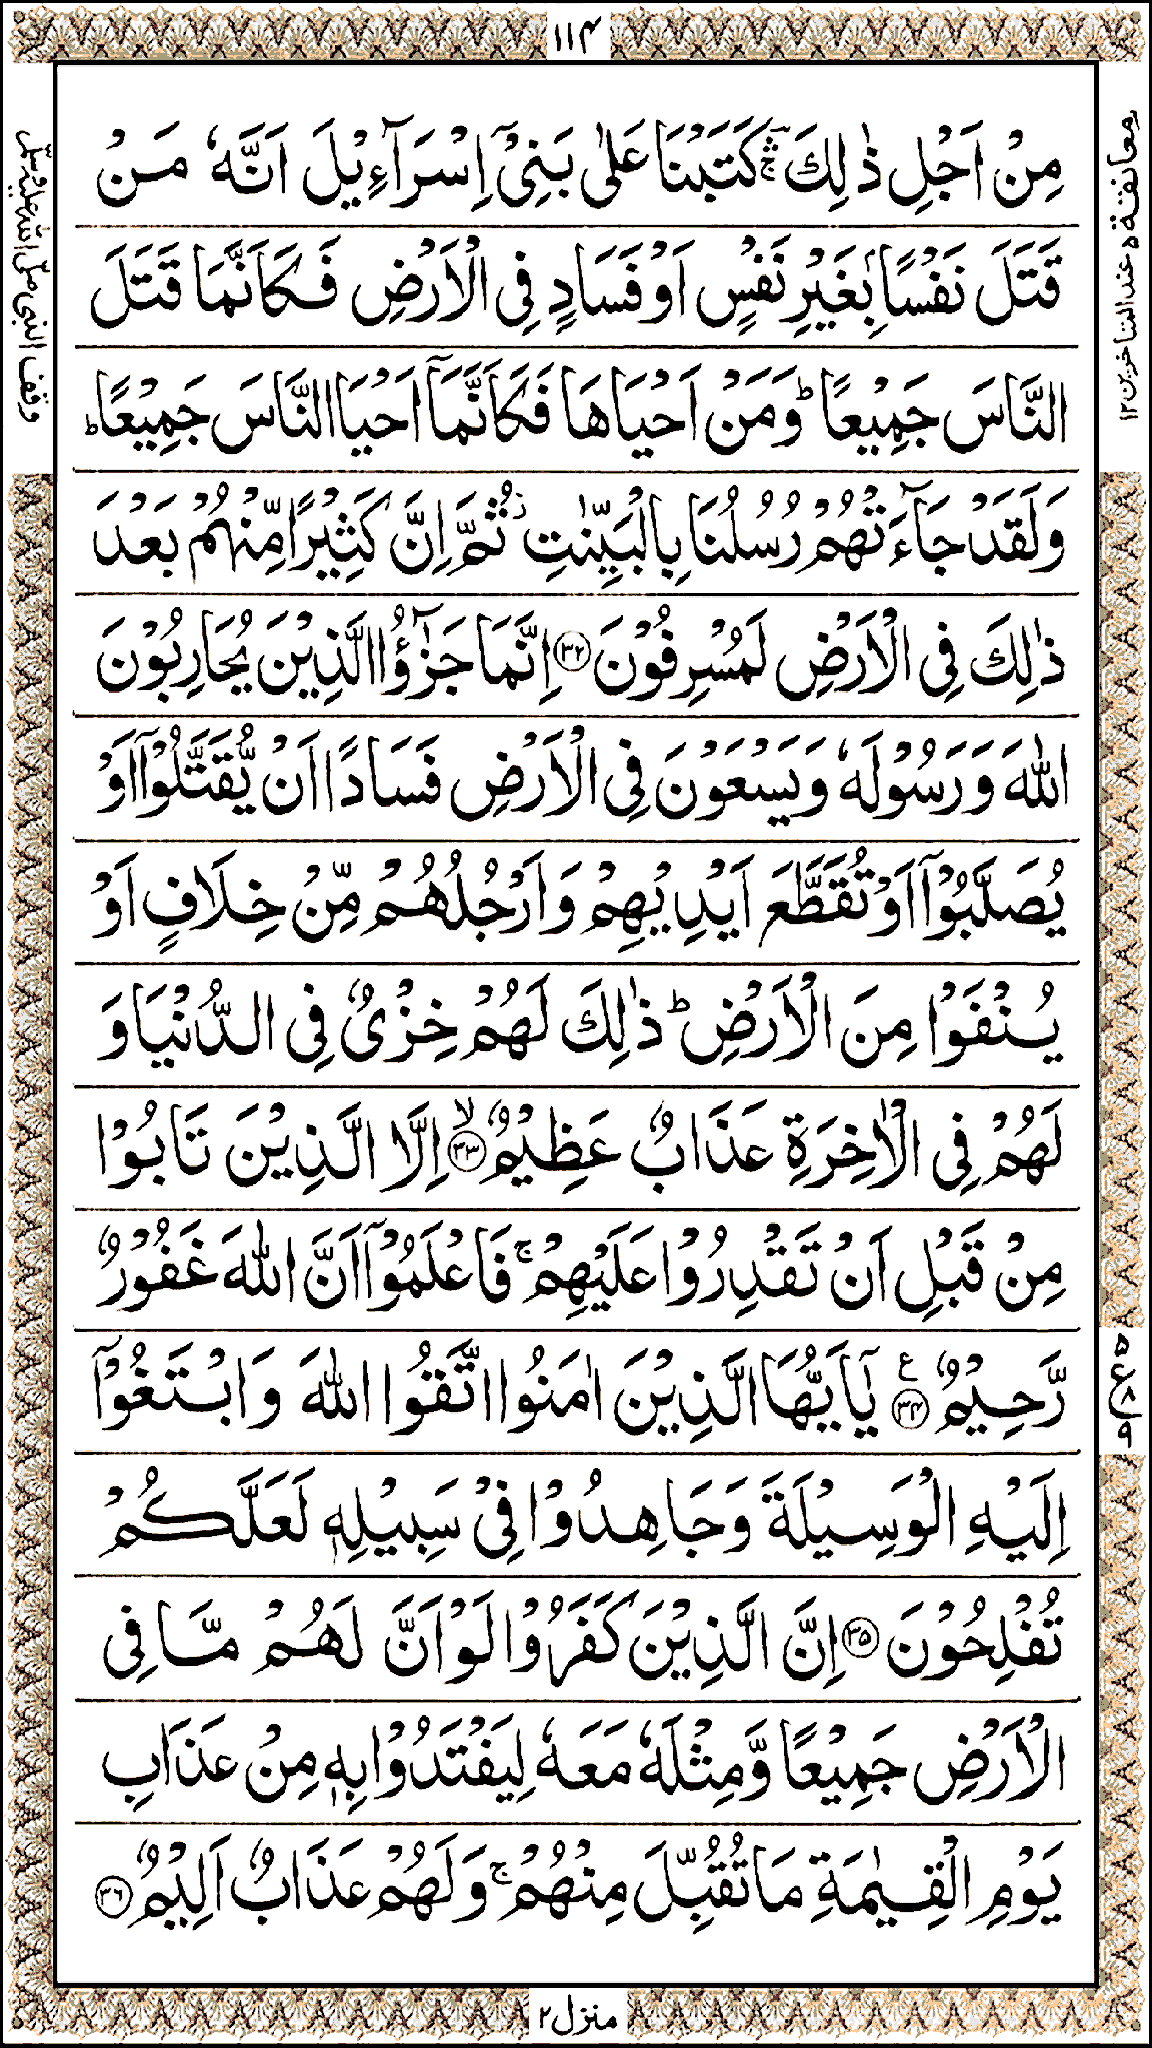 ١١٤
مِنْ اَجْلِ ذٰلِكَ ۛۚ كَتَبْنَا عَلٰى بَنِىْٓ اِسْرَآءِيْلَ اَنَّهٗ مَنْ
قَتَلَ نَفْسًاۢ بِغَيْرِ نَفْسٍ اَوْ فَسَادٍ فِى الْاَرْضِ فَكَاَنَّمَا قَتَلَ
النَّاسَ جَمِيْعًا ؕ وَمَنْ اَحْيَاهَا فَكَاَنَّمَاۤ اَحْيَا النَّاسَ جَمِيْعًا ؕ
وَلَقَدْ جَآءَتْهُمْ رُسُلُنَا بِالْبَيِّنٰتِ ؗ ثُمَّ اِنَّ كَثِيْرًا مِّنْهُمْ بَعْدَ
ذٰلِكَ فِى الْاَرْضِ لَمُسْرِفُوْنَ ﴿٣٢﴾ اِنَّمَا جَزٰٓؤُا الَّذِيْنَ يُحَارِبُوْنَ
اللّٰهَ وَرَسُوْلَهٗ وَيَسْعَوْنَ فِى الْاَرْضِ فَسَادًا اَنْ يُّقَتَّلُوْۤا اَوْ
يُصَلَّبُوْۤا اَوْ تُقَطَّعَ اَيْدِيْهِمْ وَاَرْجُلُهُمْ مِّنْ خِلَافٍ اَوْ
يُنْفَوْا مِنَ الْاَرْضِ ؕ ذٰلِكَ لَهُمْ خِزْىٌ فِى الدُّنْيَا وَ
لَهُمْ فِى الْاٰخِرَةِ عَذَابٌ عَظِيْمٌ ﴿٣٣﴾ۙ اِلَّا الَّذِيْنَ تَابُوْا
مِنْ قَبْلِ اَنْ تَقْدِرُوْا عَلَيْهِمْ ۚ فَاعْلَمُوْۤا اَنَّ اللّٰهَ غَفُوْرٌ
رَّحِيْمٌ ﴿٣٤﴾ع يٰۤاَيُّهَا الَّذِيْنَ اٰمَنُوا اتَّقُوا اللّٰهَ وَابْتَغُوْۤا
اِلَيْهِ الْوَسِيْلَةَ وَجَاهِدُوْا فِىْ سَبِيْلِهٖ لَعَلَّكُمْ
تُفْلِحُوْنَ ﴿٣٥﴾ اِنَّ الَّذِيْنَ كَفَرُوْا لَوْ اَنَّ لَهُمْ مَّا فِى
الْاَرْضِ جَمِيْعًا وَّمِثْلَهٗ مَعَهٗ لِيَفْتَدُوْا بِهٖ مِنْ عَذَابِ
يَوْمِ الْقِيٰمَةِ مَا تُقُبِّلَ مِنْهُمْ ۚ وَلَهُمْ عَذَابٌ اَلِيْمٌ ﴿٣٦﴾
معانقة ٥ عند المتاخرين ١٢
وقف النبى صلى الله عليه وسلم
٥
ع ٨
٩
منزل ٢